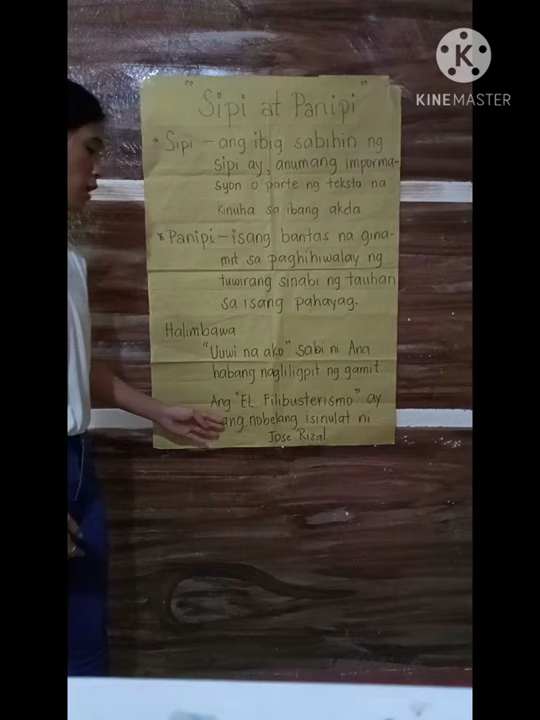 KINEMASTER
"Sipi at Panipi"
* Sipi - ang ibig sabihin ng
sipi ay, anumang imporma-
syon o parte ng teksto na
kinuha sa ibang akda
* Panipi - isang bantas na gina-
mit sa paghihiwalay ng
tuwirang sinabi ng tauhan
sa isang pahayag.
Halimbawa
"Uuwi na ako" sabi ni Ana
habang nagliligpit ng gamit
Ang "EL Filibusterismo" ay
ang nobelang isinulat ni
Jose Rizal